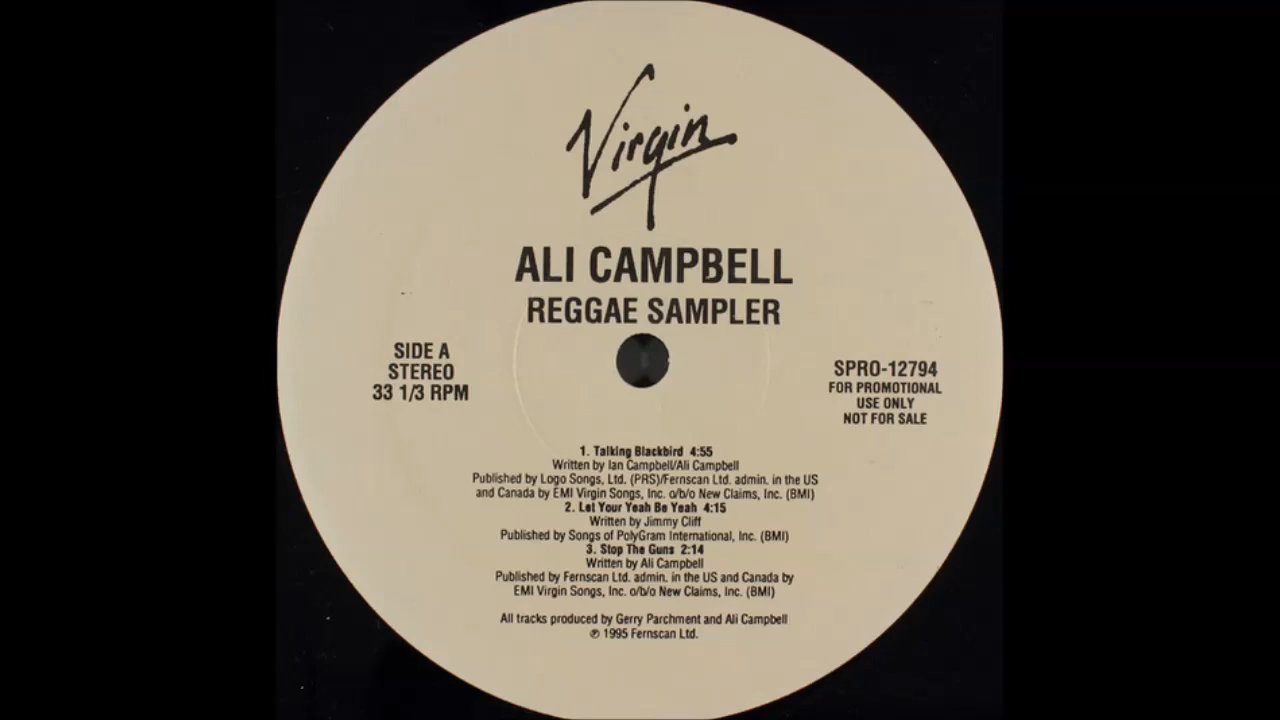 Virgin
ALI CAMPBELL
REGGAE SAMPLER
SIDE A
STEREO
33 1/3 RPM
SPRO-12794
FOR PROMOTIONAL
USE ONLY
NOT FOR SALE
1. Talking Blackbird 4:55
Written by Ian Campbell/Ali Campbell
Published by Logo Songs, Ltd. (PRS)/Fernscan Ltd. admin. in the US
and Canada by EMI Virgin Songs, Inc. o/b/o New Claims, Inc. (BMI)
2. Let Your Yeah Be Yeah 4:15
Written by Jimmy Cliff
Published by Songs of PolyGram International, Inc. (BMI)
3. Stop The Guns 2:14
Written by Ali Campbell
Published by Fernscan Ltd. admin. in the US and Canada by
EMI Virgin Songs, Inc. o/b/o New Claims, Inc. (BMI)
All tracks produced by Gerry Parchment and Ali Campbell
℗ 1995 Fernscan Ltd.